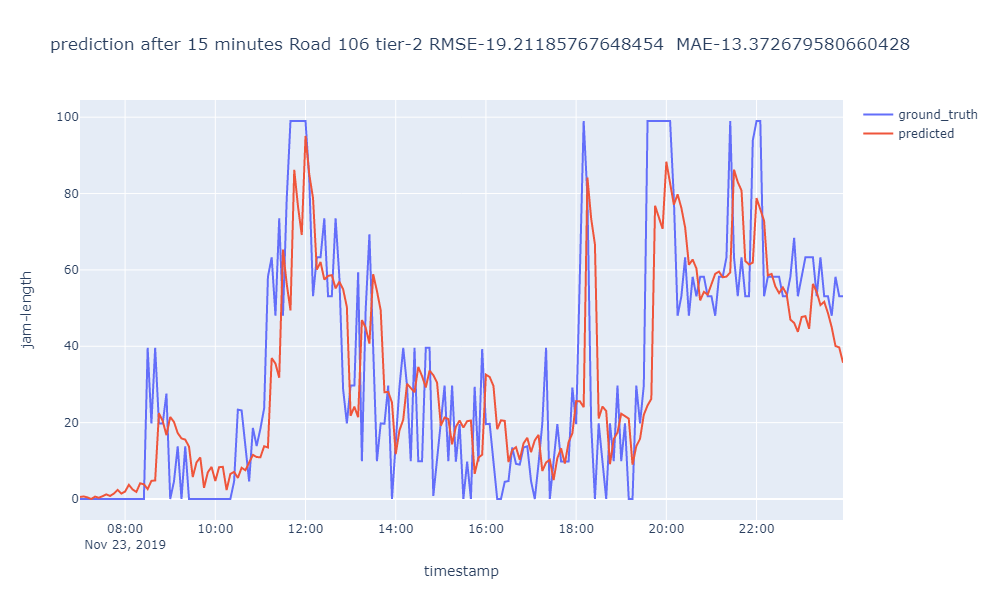 prediction after 15 minutes Road 106 tier-2 RMSE-19.21185767648454  MAE-13.372679580660428
ground_truth
predicted
100
80
60
40
20
0
jam-length
08:00 10:00 12:00 14:00 16:00 18:00 20:00 22:00
Nov 23, 2019
timestamp